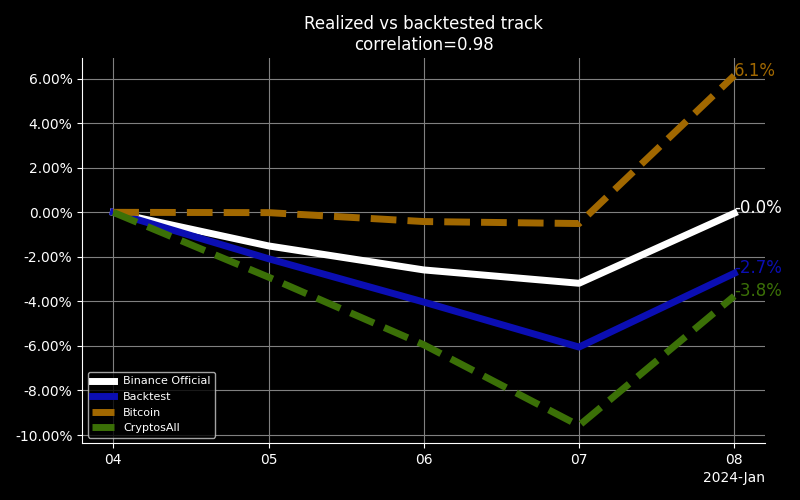 Realized vs backtested track
correlation=0.98
6.00%
4.00%
2.00%
0.00%
-2.00%
-4.00%
-6.00%
-8.00%
-10.00%
6.1%
-0.0%
-2.7%
-3.8%
Binance Official
Backtest
Bitcoin
CryptosAll
04 05 06 07 08
2024-Jan